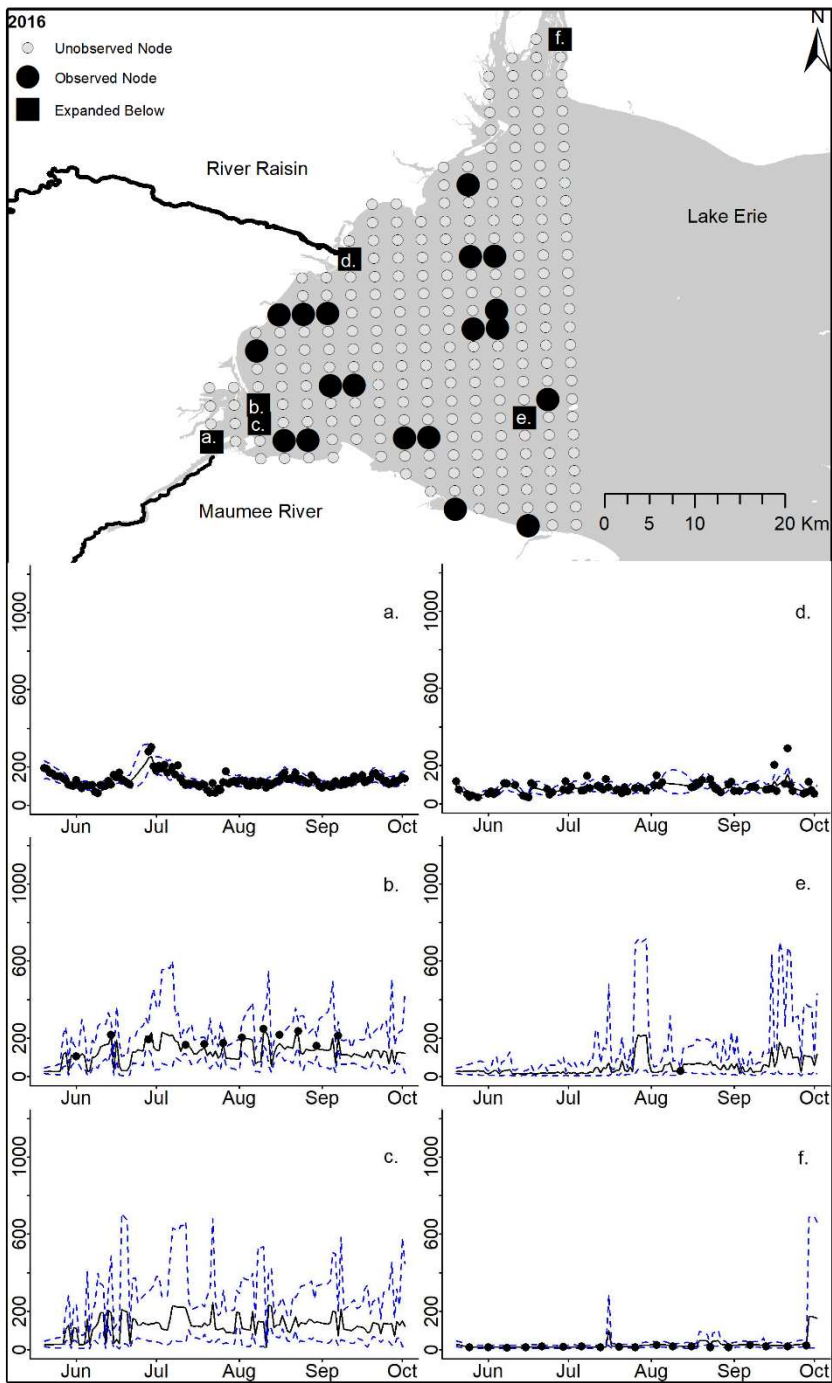 2016
Unobserved Node
Observed Node
Expanded Below
N
f.
River Raisin
Lake Erie
d.
b.
c.
e.
a.
Maumee River
0 5 10 20 Km
a.
1000
600
200
0
Jun Jul Aug Sep Oct
d.
1000
600
200
0
Jun Jul Aug Sep Oct
b.
1000
600
200
0
Jun Jul Aug Sep Oct
e.
1000
600
200
0
Jun Jul Aug Sep Oct
c.
1000
600
200
0
Jun Jul Aug Sep Oct
f.
1000
600
200
0
Jun Jul Aug Sep Oct